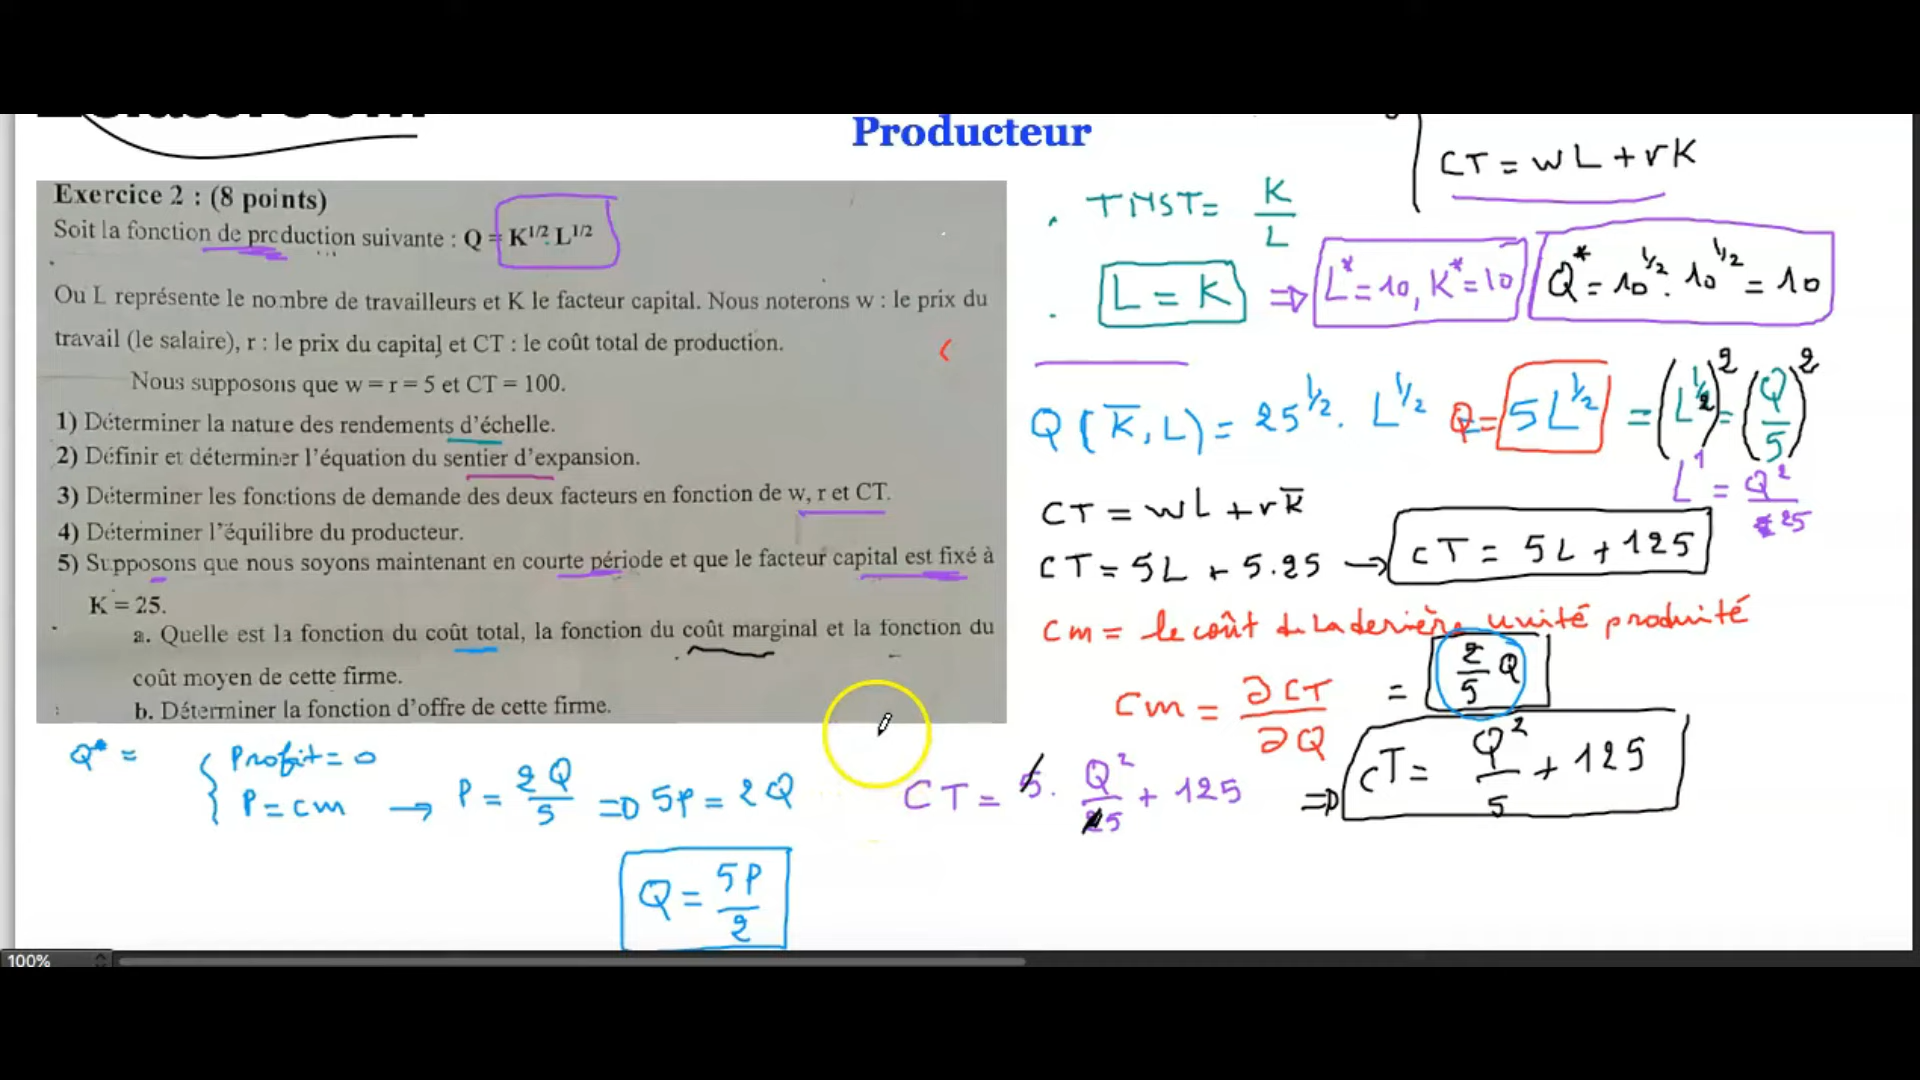 Producteur
Exercice 2 : (8 points)
Soit la fonction de production suivante : Q = K^1/2 L^1/2
Ou L représente le nombre de travailleurs et K le facteur capital. Nous noterons w : le prix du
travail (le salaire), r : le prix du capital et CT : le coût total de production.
Nous supposons que w = r = 5 et CT = 100.
1) Déterminer la nature des rendements d'échelle.
2) Définir et déterminer l'équation du sentier d'expansion.
3) Déterminer les fonctions de demande des deux facteurs en fonction de w, r et CT.
4) Déterminer l'équilibre du producteur.
5) Supposons que nous soyons maintenant en courte période et que le facteur capital est fixé à
K = 25.
a. Quelle est la fonction du coût total, la fonction du coût marginal et la fonction du
coût moyen de cette firme.
b. Déterminer la fonction d'offre de cette firme.
CT = wL + rK
TMST = K/L
L = K ⇒ L* = 10, K* = 10 Q* = 10^1/2 . 10^1/2 = 10
Q(K̄, L) = 25^1/2 . L^1/2 Q = 5L^1/2 = (L^1/2)^2 = (Q/5)^2
L^1 = Q^2/25
CT = wL + rK̄
CT = 5L + 5.25 → CT = 5L + 125
Cm = le coût de la dernière unité produité
Cm = ∂CT/∂Q = 2/5 Q
CT = 5. Q^2/25 + 125 ⇒ CT = Q^2/5 + 125
Q* = { Profit = 0
P = Cm → P = 2Q/5 ⇒ 5P = 2Q
Q = 5P/2
100%